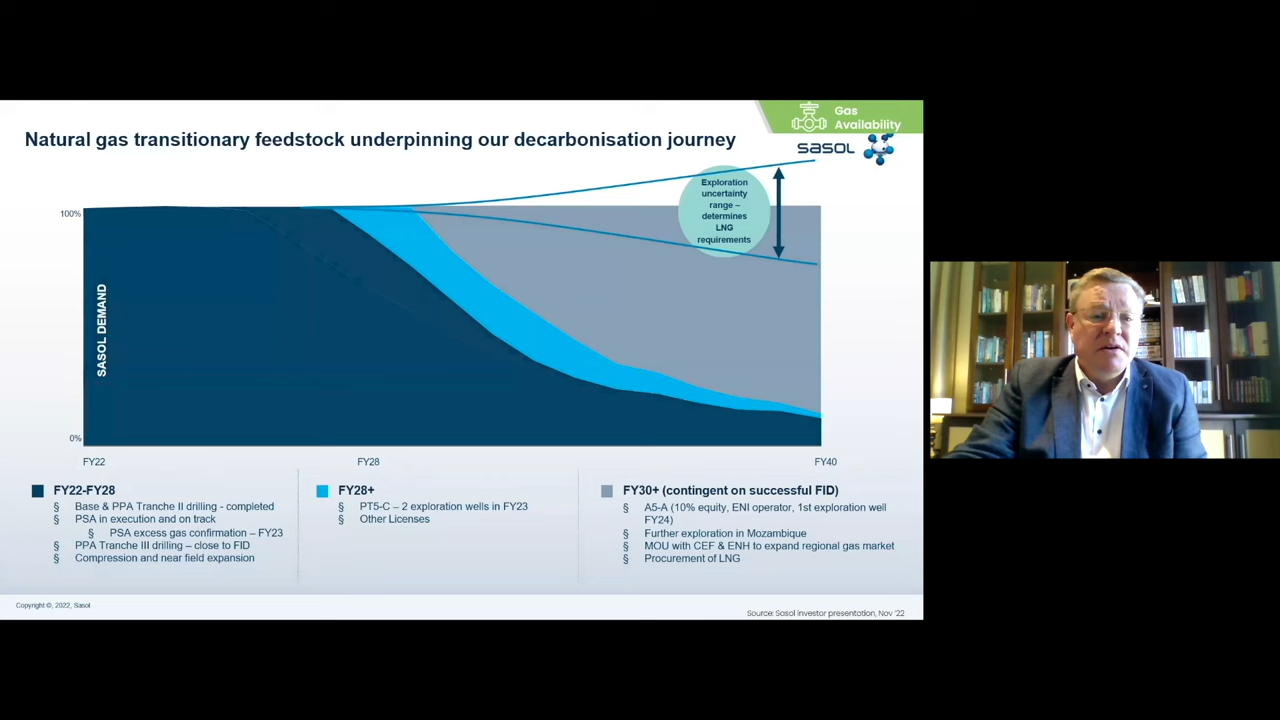 Gas
Availability
Natural gas transitionary feedstock underpinning our decarbonisation journey
sasol
Exploration
uncertainty
range –
determines
LNG
requirements
100%
SASOL DEMAND
0%
FY22
FY28
FY40
FY22-FY28
§ Base & PPA Tranche II drilling - completed
§ PSA in execution and on track
§ PSA excess gas confirmation – FY23
§ PPA Tranche III drilling – close to FID
§ Compression and near field expansion
FY28+
§ PT5-C – 2 exploration wells in FY23
§ Other Licenses
FY30+ (contingent on successful FID)
§ A5-A (10% equity, ENI operator, 1st exploration well
FY24)
§ Further exploration in Mozambique
§ MOU with CEF & ENH to expand regional gas market
§ Procurement of LNG
Copyright ©, 2022, Sasol
Source: Sasol investor presentation, Nov '22